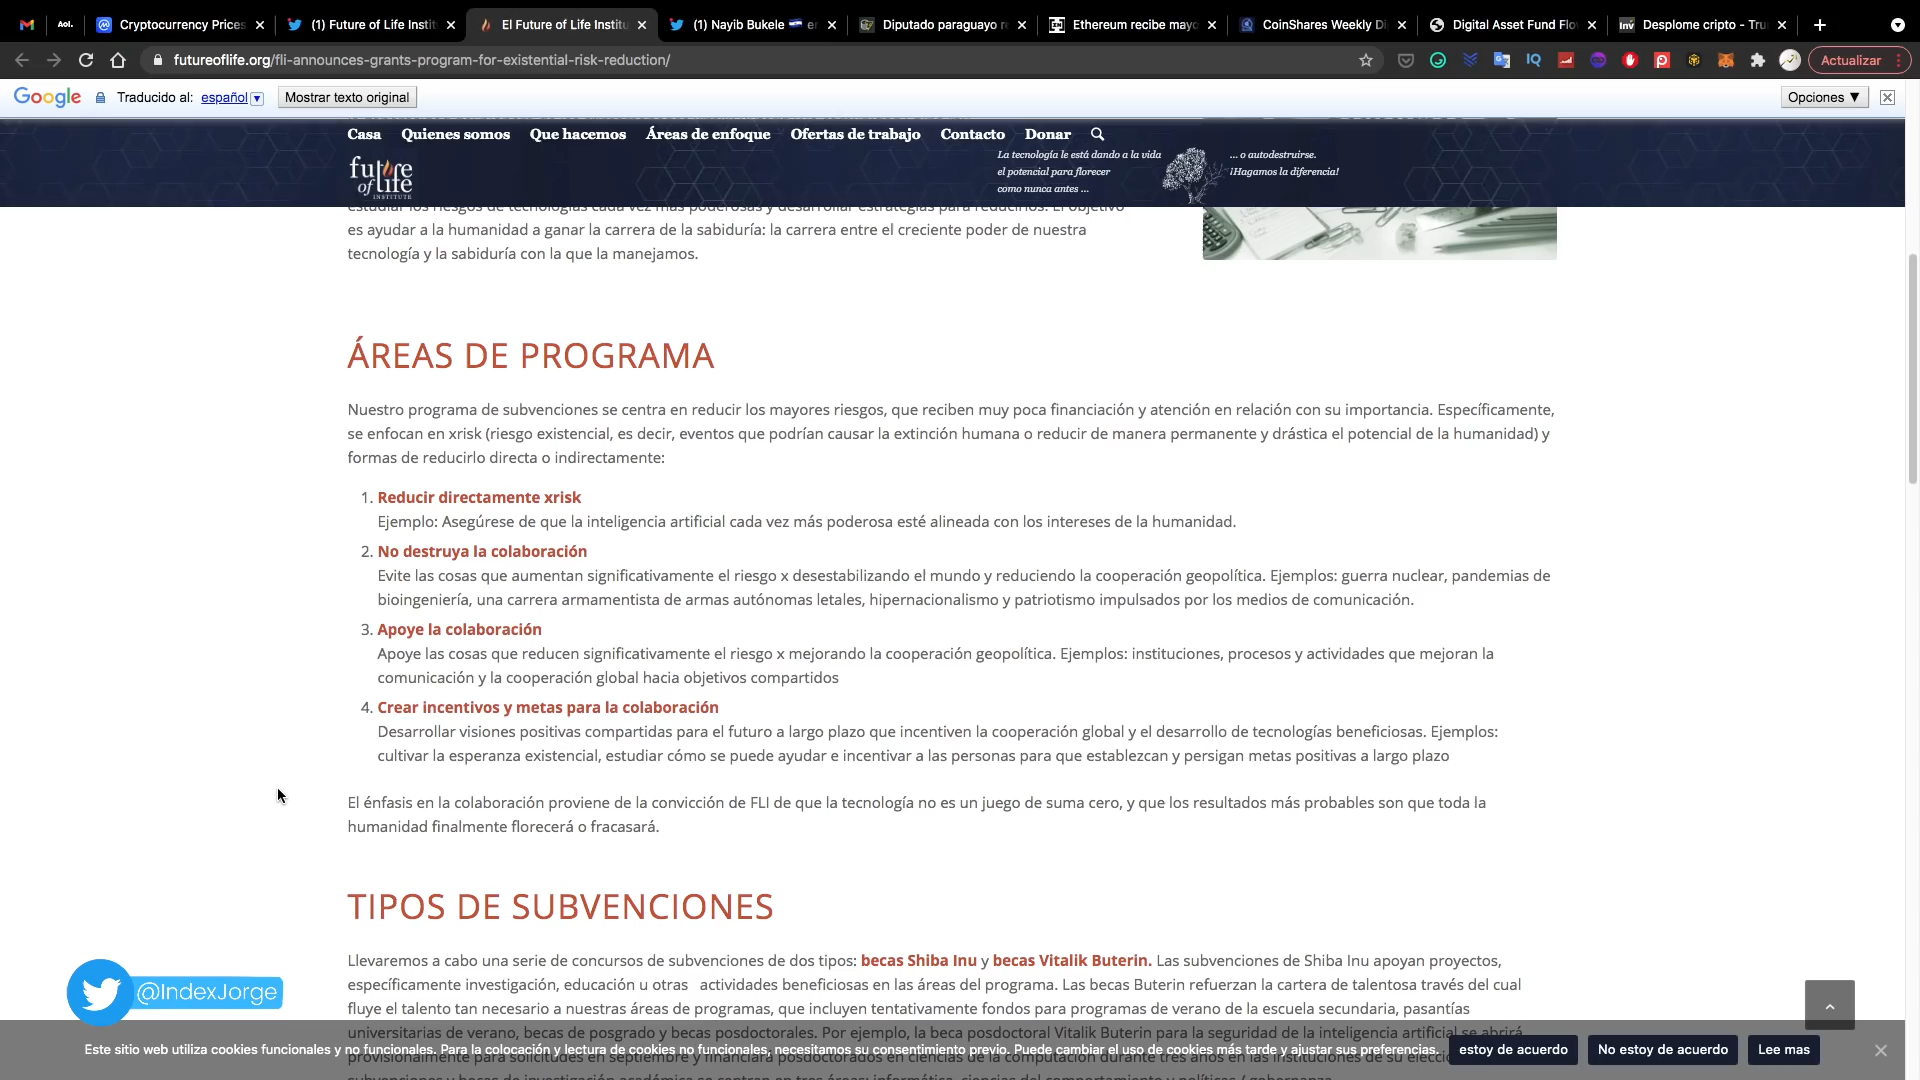 Aol.
Cryptocurrency Prices
(1) Future of Life Instit
El Future of Life Institu
(1) Nayib Bukele
Diputado paraguayo
Ethereum recibe mayo
CoinShares Weekly Di
Digital Asset Fund Flo
Inv
Desplome cripto - Tru
futureoflife.org/fli-announces-grants-program-for-existential-risk-reduction/
IQ
Actualizar
Google Traducido al: español Mostrar texto original Opciones ▼
Casa Quienes somos Que hacemos Áreas de enfoque Ofertas de trabajo Contacto Donar
future of life INSTITUTE
La tecnología le está dando a la vida
el potencial para florecer
como nunca antes ...
... o autodestruirse.
¡Hagamos la diferencia!
estudiar los riesgos de tecnologías cada vez más poderosas y desarrollar estrategias para reducirlos. El objetivo
es ayudar a la humanidad a ganar la carrera de la sabiduría: la carrera entre el creciente poder de nuestra
tecnología y la sabiduría con la que la manejamos.
ÁREAS DE PROGRAMA
Nuestro programa de subvenciones se centra en reducir los mayores riesgos, que reciben muy poca financiación y atención en relación con su importancia. Específicamente,
se enfocan en xrisk (riesgo existencial, es decir, eventos que podrían causar la extinción humana o reducir de manera permanente y drástica el potencial de la humanidad) y
formas de reducirlo directa o indirectamente:
1. Reducir directamente xrisk
Ejemplo: Asegúrese de que la inteligencia artificial cada vez más poderosa esté alineada con los intereses de la humanidad.
2. No destruya la colaboración
Evite las cosas que aumentan significativamente el riesgo x desestabilizando el mundo y reduciendo la cooperación geopolítica. Ejemplos: guerra nuclear, pandemias de
bioingeniería, una carrera armamentista de armas autónomas letales, hipernacionalismo y patriotismo impulsados por los medios de comunicación.
3. Apoye la colaboración
Apoye las cosas que reducen significativamente el riesgo x mejorando la cooperación geopolítica. Ejemplos: instituciones, procesos y actividades que mejoran la
comunicación y la cooperación global hacia objetivos compartidos
4. Crear incentivos y metas para la colaboración
Desarrollar visiones positivas compartidas para el futuro a largo plazo que incentiven la cooperación global y el desarrollo de tecnologías beneficiosas. Ejemplos:
cultivar la esperanza existencial, estudiar cómo se puede ayudar e incentivar a las personas para que establezcan y persigan metas positivas a largo plazo
El énfasis en la colaboración proviene de la convicción de FLI de que la tecnología no es un juego de suma cero, y que los resultados más probables son que toda la
humanidad finalmente florecerá o fracasará.
TIPOS DE SUBVENCIONES
Llevaremos a cabo una serie de concursos de subvenciones de dos tipos: becas Shiba Inu y becas Vitalik Buterin. Las subvenciones de Shiba Inu apoyan proyectos,
específicamente investigación, educación u otras actividades beneficiosas en las áreas del programa. Las becas Buterin refuerzan la cartera de talentosa través del cual
fluye el talento tan necesario a nuestras áreas de programas, que incluyen tentativamente fondos para programas de verano de la escuela secundaria, pasantías
universitarias de verano, becas de posgrado y becas posdoctorales. Por ejemplo, la beca posdoctoral Vitalik Buterin para la seguridad de la inteligencia artificial se abrirá
@IndexJorge
Este sitio web utiliza cookies funcionales y no funcionales. Para la colocación y lectura de cookies no funcionales, necesitamos su consentimiento previo. Puede cambiar el uso de cookies más tarde y ajustar sus preferencias.
estoy de acuerdo
No estoy de acuerdo
Lee mas